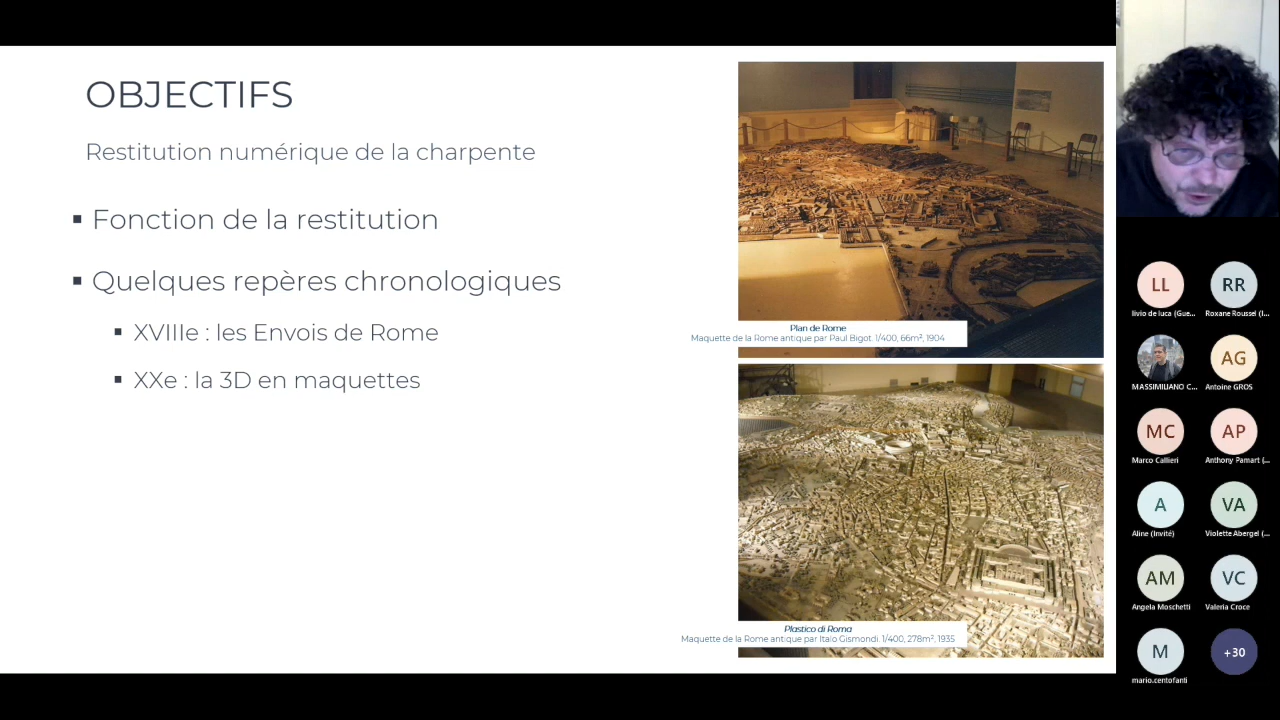 OBJECTIFS
Restitution numérique de la charpente
Fonction de la restitution
Quelques repères chronologiques
XVIIIe : les Envois de Rome
XXe : la 3D en maquettes
Plan de Rome
Maquette de la Rome antique par Paul Bigot. 1/400, 66m², 1904
Plastico di Roma
Maquette de la Rome antique par Italo Gismondi. 1/400, 278m², 1935
LL
RR
livio de luca (Gue...
Roxane Roussel (I...
AG
MASSIMILIANO C...
Antoine GROS
MC
AP
Marco Callieri
Anthony Pamart (...
A
VA
Aline (Invité)
Violette Abergel (...
AM
VC
Angela Moschetti
Valeria Croce
M
+30
mario.centofanti